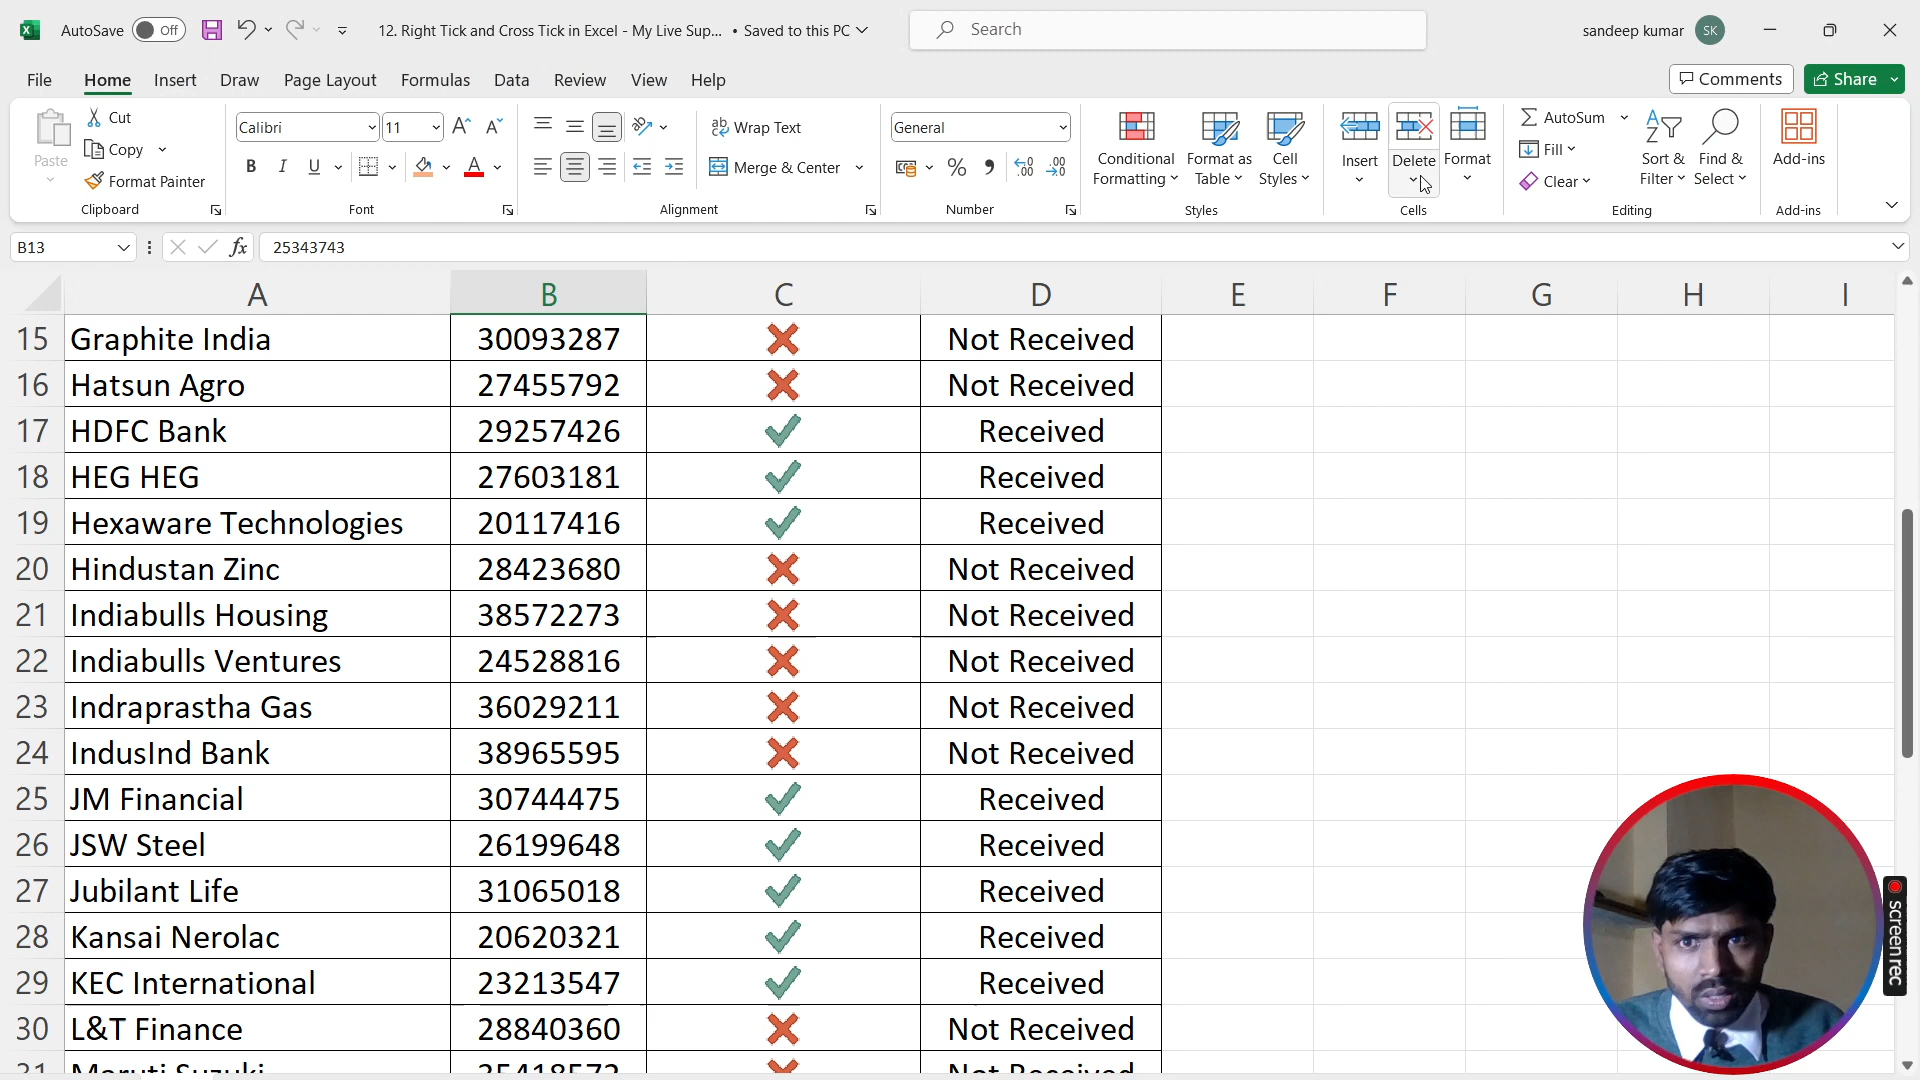 AutoSave Off 12. Right Tick and Cross Tick in Excel - My Live Sup... • Saved to this PC Search sandeep kumar SK
File Home Insert Draw Page Layout Formulas Data Review View Help Comments Share
Paste Cut Copy Format Painter Clipboard
Calibri 11 B I U A Font
Wrap Text Merge & Center Alignment
General % Number
Conditional Formatting Format as Table Cell Styles Styles
Insert Delete Format Cells
AutoSum Fill Clear Sort & Filter Find & Select Editing
Add-ins Add-ins
B13 fx 25343743
A B C D E F G H I
15 Graphite India 30093287 Not Received
16 Hatsun Agro 27455792 Not Received
17 HDFC Bank 29257426 Received
18 HEG HEG 27603181 Received
19 Hexaware Technologies 20117416 Received
20 Hindustan Zinc 28423680 Not Received
21 Indiabulls Housing 38572273 Not Received
22 Indiabulls Ventures 24528816 Not Received
23 Indraprastha Gas 36029211 Not Received
24 IndusInd Bank 38965595 Not Received
25 JM Financial 30744475 Received
26 JSW Steel 26199648 Received
27 Jubilant Life 31065018 Received
28 Kansai Nerolac 20620321 Received
29 KEC International 23213547 Received
30 L&T Finance 28840360 Not Received
31 Maruti Suzuki 35418572 Not Received
screenrec